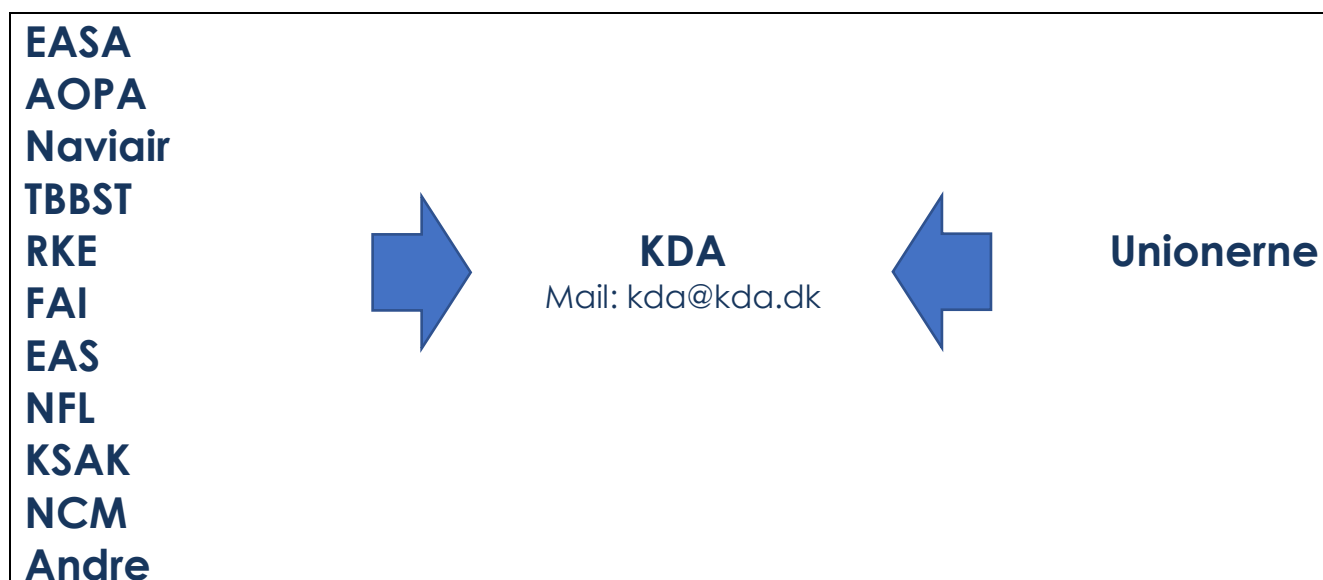 EASA
AOPA
Naviair
TBBST
RKE
FAI
EAS
NFL
KSAK
NCM
Andre
KDA
Mail: kda@kda.dk
Unionerne